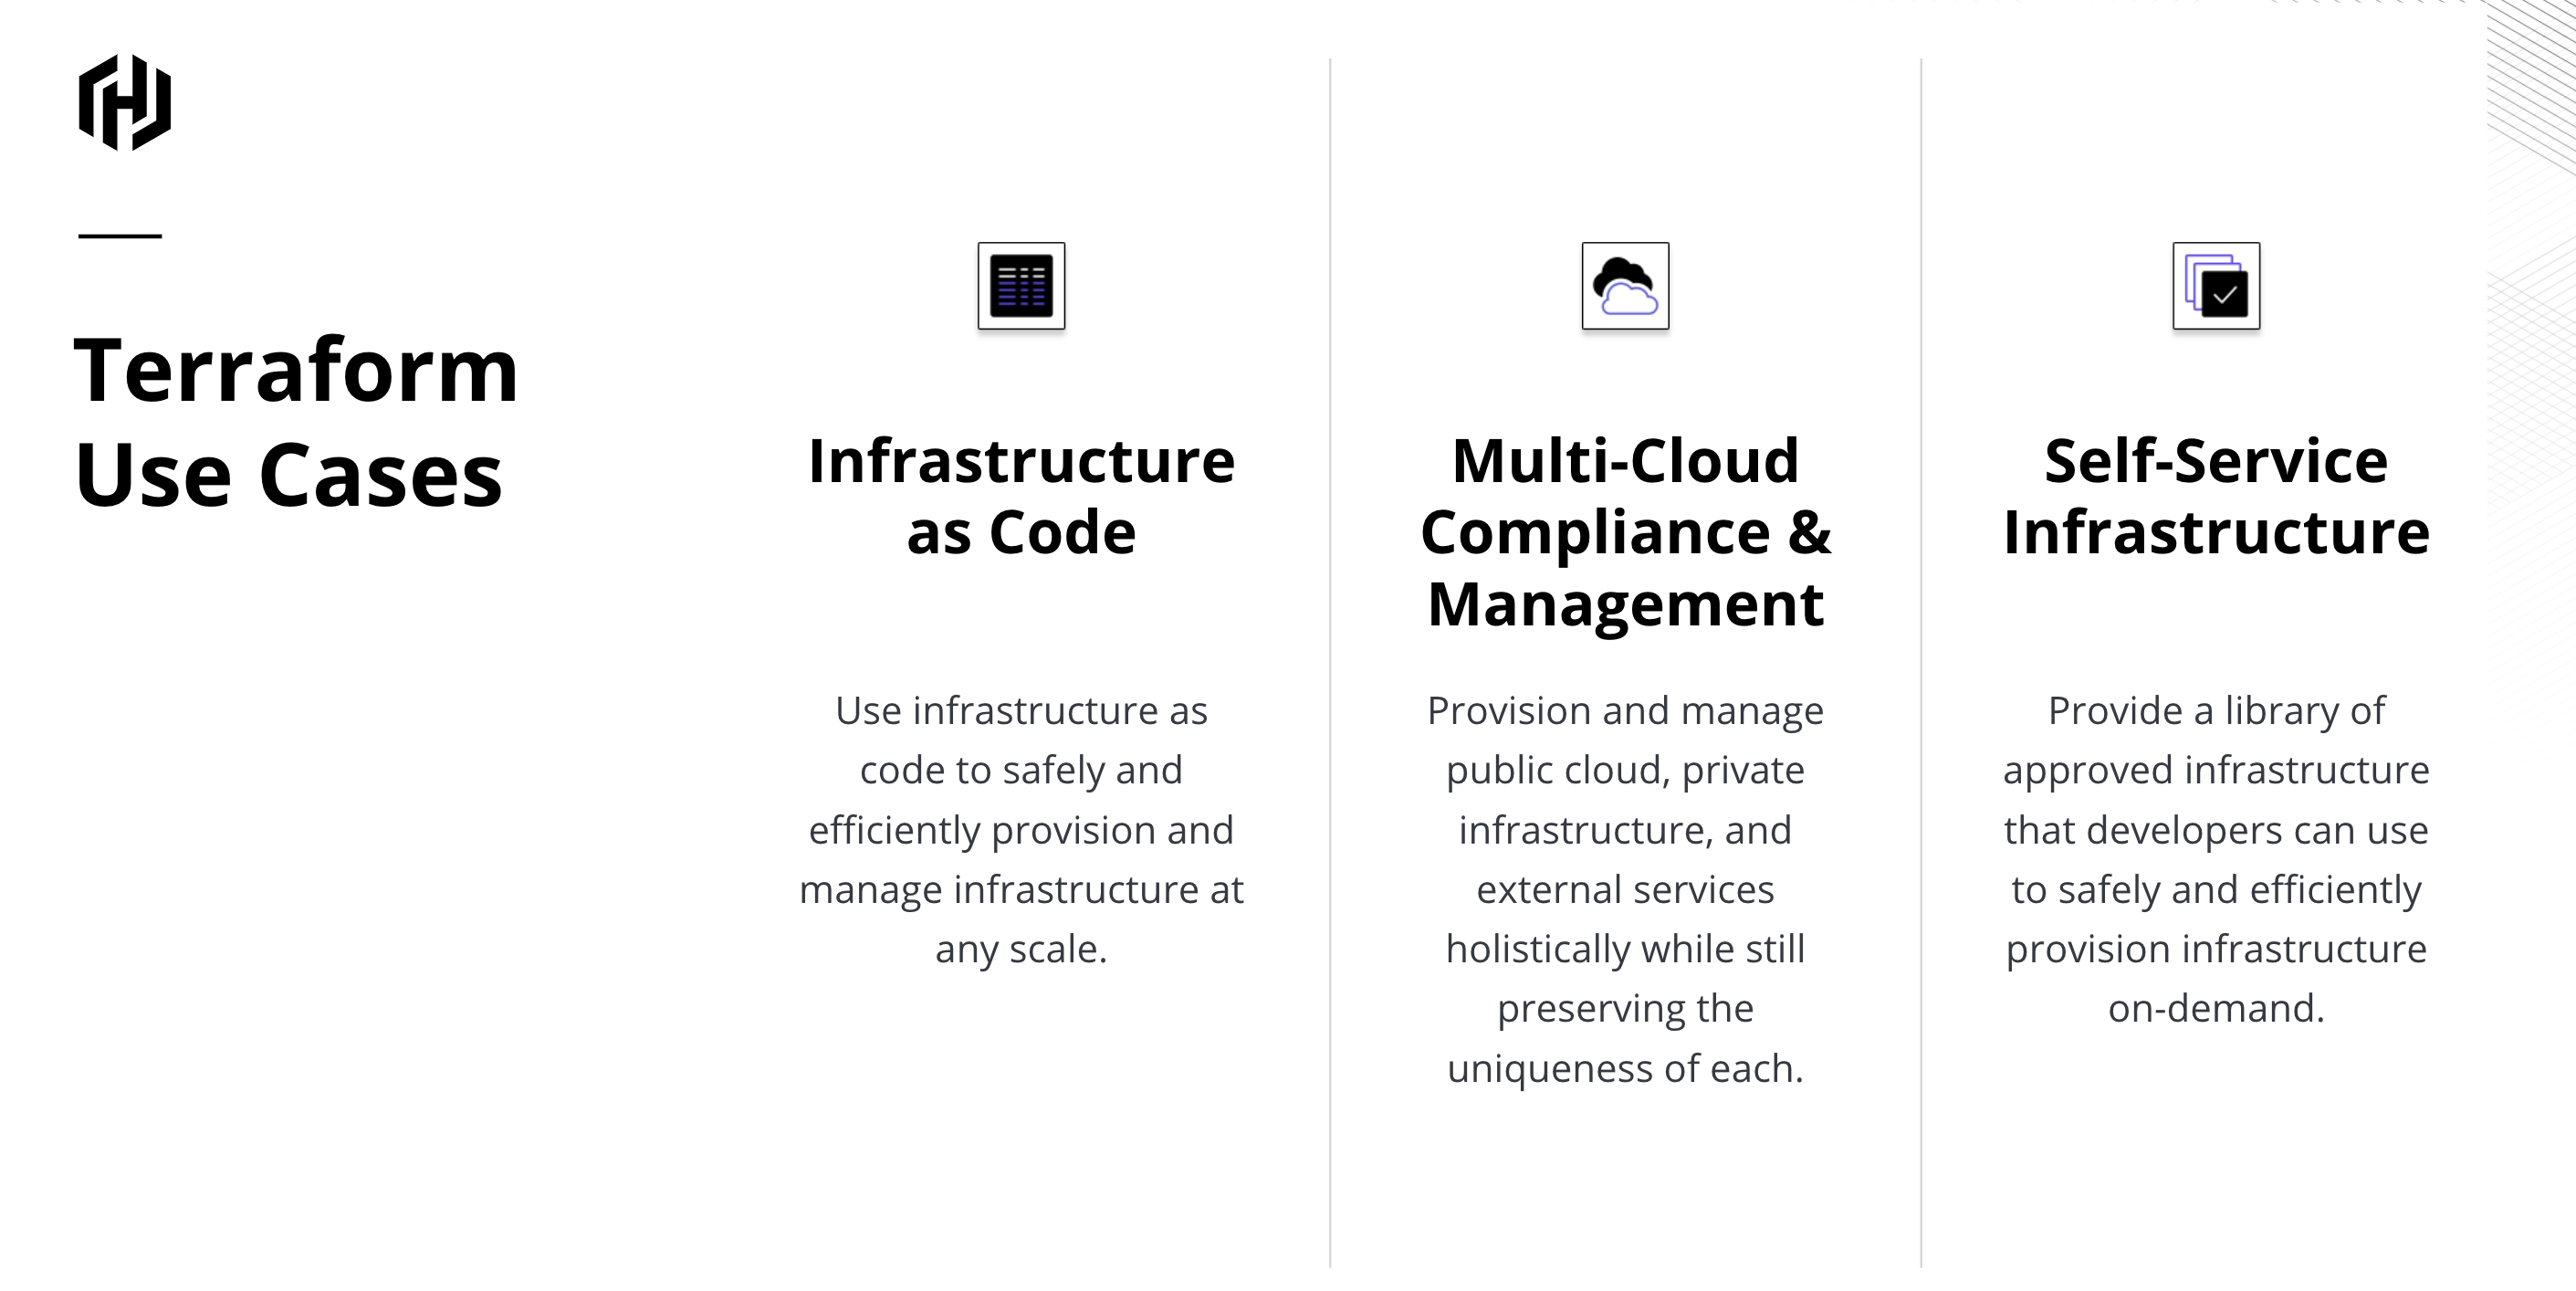 Terraform
Use Cases
Infrastructure
as Code
Use infrastructure as
code to safely and
efficiently provision and
manage infrastructure at
any scale.
Multi-Cloud
Compliance &
Management
Provision and manage
public cloud, private
infrastructure, and
external services
holistically while still
preserving the
uniqueness of each.
Self-Service
Infrastructure
Provide a library of
approved infrastructure
that developers can use
to safely and efficiently
provision infrastructure
on-demand.